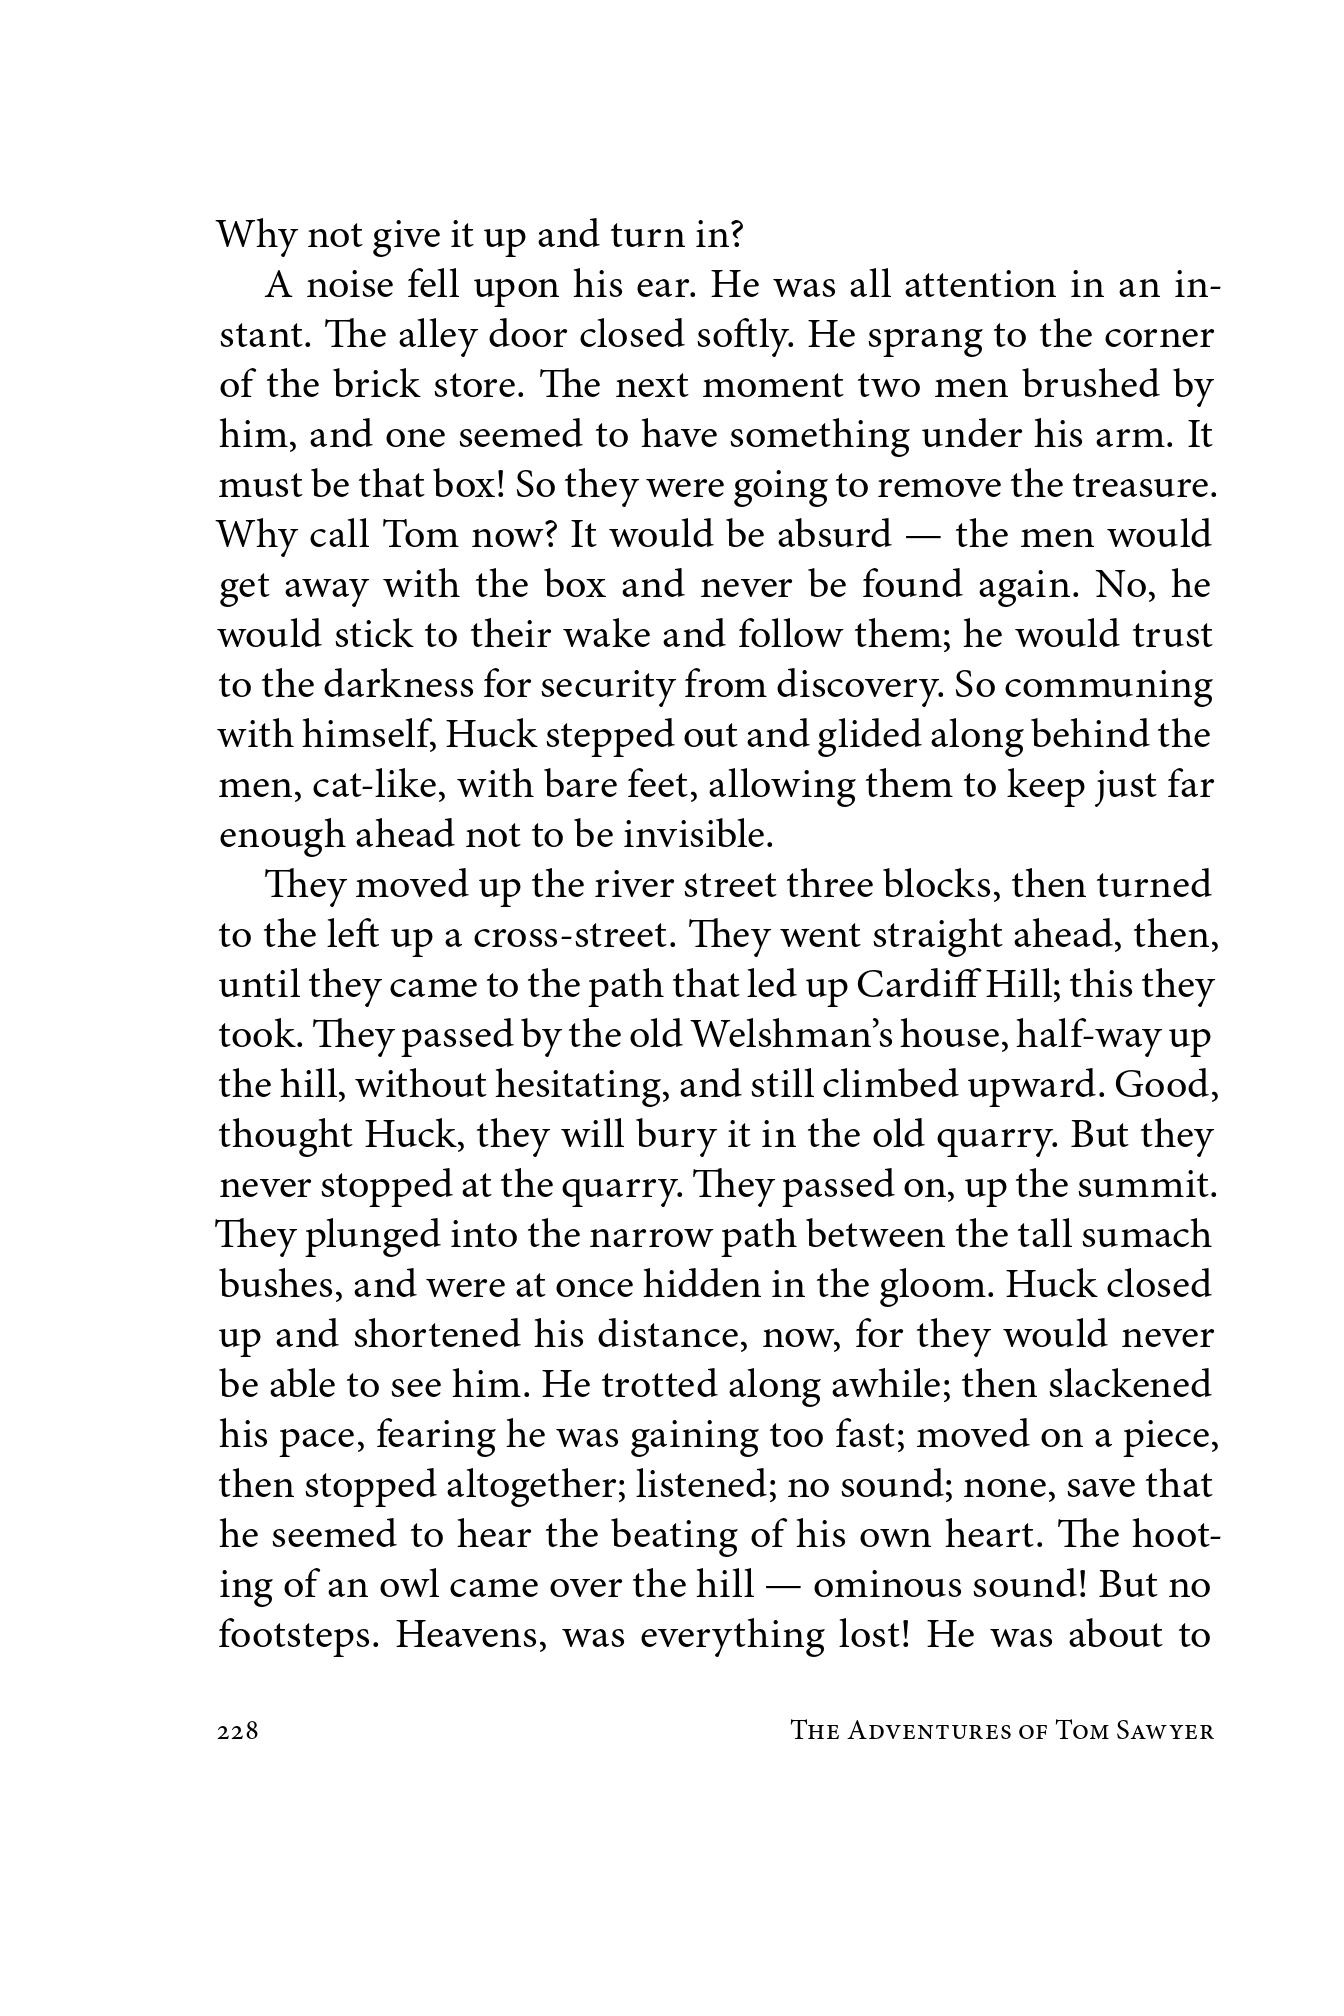 Why not give it up and turn in?
A noise fell upon his ear. He was all attention in an in-
stant. The alley door closed softly. He sprang to the corner
of the brick store. The next moment two men brushed by
him, and one seemed to have something under his arm. It
must be that box! So they were going to remove the treasure.
Why call Tom now? It would be absurd — the men would
get away with the box and never be found again. No, he
would stick to their wake and follow them; he would trust
to the darkness for security from discovery. So communing
with himself, Huck stepped out and glided along behind the
men, cat-like, with bare feet, allowing them to keep just far
enough ahead not to be invisible.
They moved up the river street three blocks, then turned
to the left up a cross-street. They went straight ahead, then,
until they came to the path that led up Cardiff Hill; this they
took. They passed by the old Welshman’s house, half-way up
the hill, without hesitating, and still climbed upward. Good,
thought Huck, they will bury it in the old quarry. But they
never stopped at the quarry. They passed on, up the summit.
They plunged into the narrow path between the tall sumach
bushes, and were at once hidden in the gloom. Huck closed
up and shortened his distance, now, for they would never
be able to see him. He trotted along awhile; then slackened
his pace, fearing he was gaining too fast; moved on a piece,
then stopped altogether; listened; no sound; none, save that
he seemed to hear the beating of his own heart. The hoot-
ing of an owl came over the hill — ominous sound! But no
footsteps. Heavens, was everything lost! He was about to
228 The Adventures of Tom Sawyer